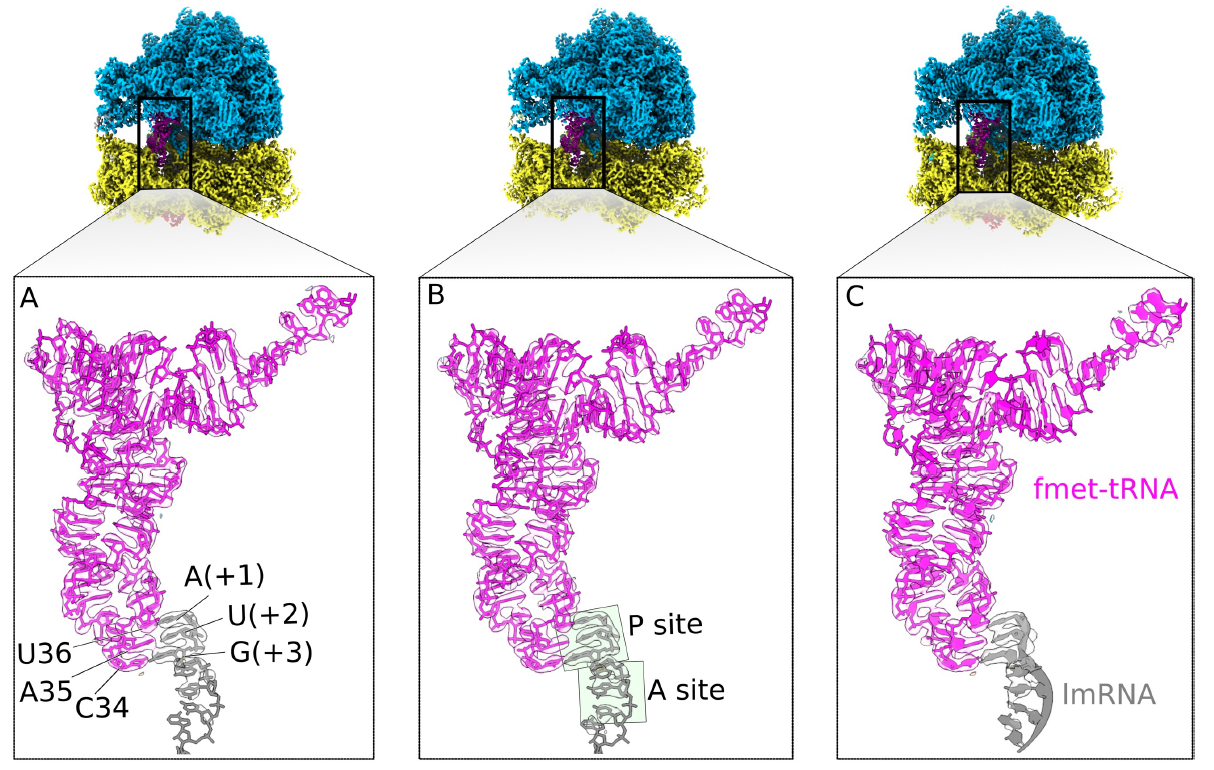 A
B
C
fmet-tRNA
A(+1)
U(+2)
G(+3)
U36
A35
C34
P site
A site
lmRNA